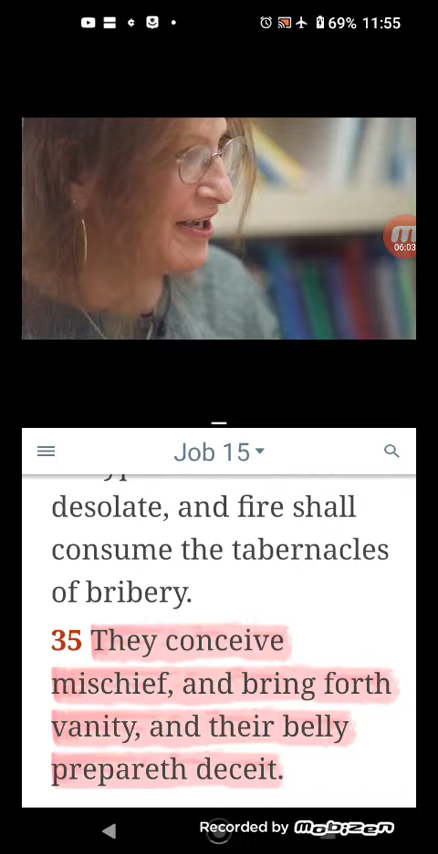 69% 11:55
06:03
Job 15
desolate, and fire shall
consume the tabernacles
of bribery.
35 They conceive
mischief, and bring forth
vanity, and their belly
prepareth deceit.
Recorded by mobizen